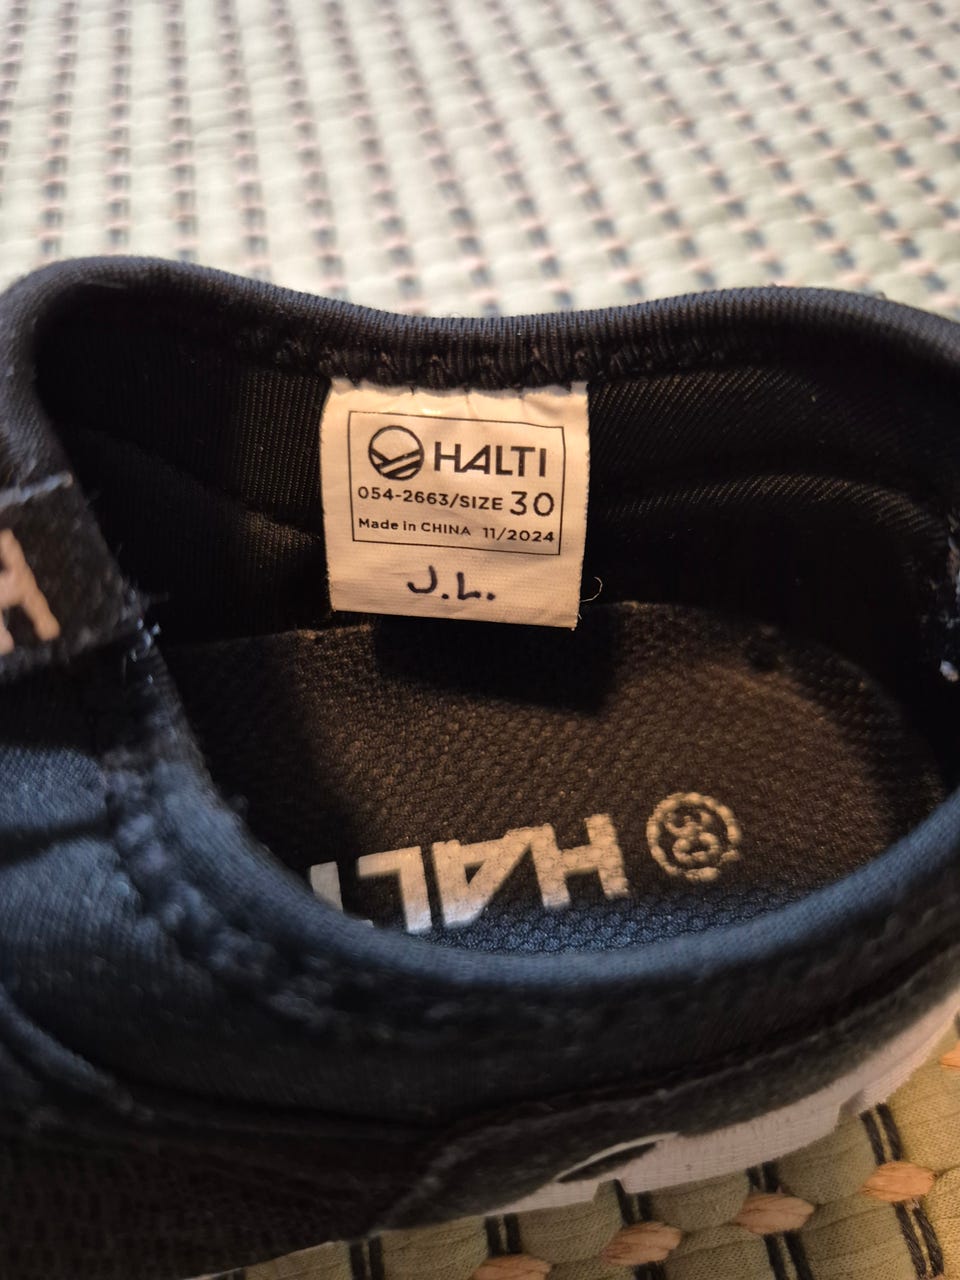 HALTI
054-2663/SIZE 30
Made in CHINA 11/2024
J.L.
HALTI